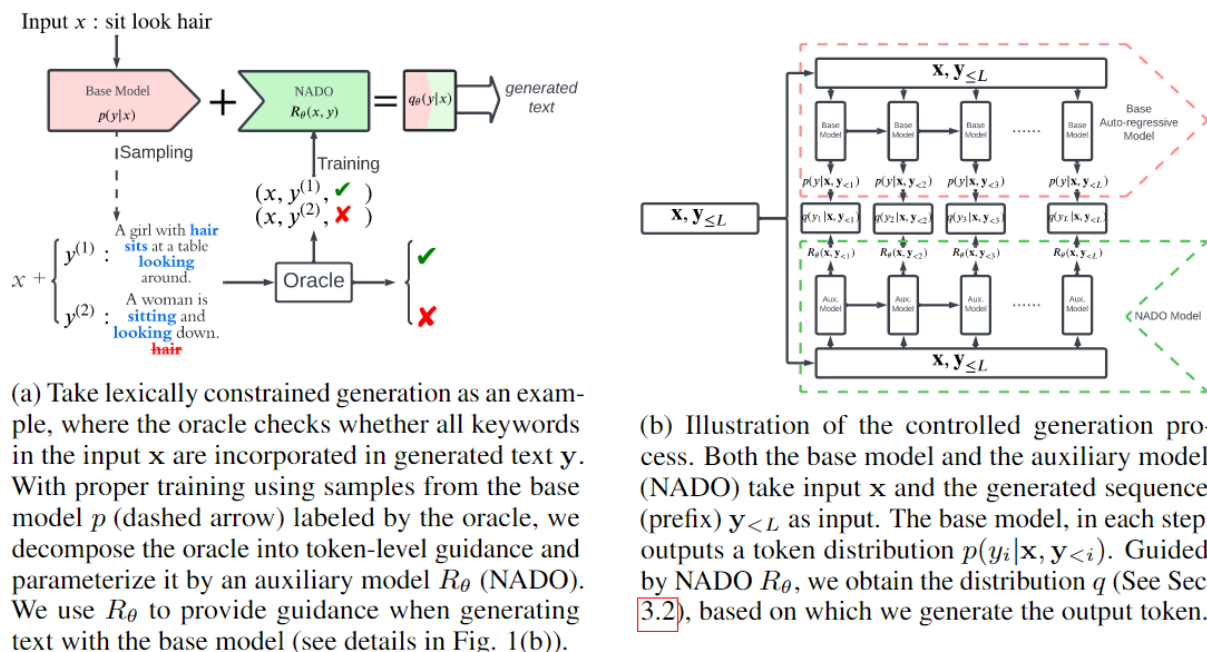 Input x : sit look hair
Base Model
p(y|x)
+
NADO
Rθ(x, y)
=
qθ(y|x)
generated
text
Sampling
Training
(x, y(1), ✔ )
(x, y(2), ✘ )
x +
y(1) :
A girl with hair
sits at a table
looking
around.
y(2) :
A woman is
sitting and
looking down.
hair
Oracle
✔
✘
(a) Take lexically constrained generation as an exam-
ple, where the oracle checks whether all keywords
in the input x are incorporated in generated text y.
With proper training using samples from the base
model p (dashed arrow) labeled by the oracle, we
decompose the oracle into token-level guidance and
parameterize it by an auxiliary model Rθ (NADO).
We use Rθ to provide guidance when generating
text with the base model (see details in Fig. 1(b)).
x, y≤L
x, y≤L
Base Model
Base Model
Base Model
......
Base Model
Base
Auto-regressive
Model
p(y|x, y<1) p(y|x, y<2) p(y|x, y<3) p(y|x, y<L)
q(y1|x, y<1) q(y2|x, y<2) q(y3|x, y<3) q(yL|x, y<L)
Rθ(x, y<1) Rθ(x, y<2) Rθ(x, y<3) Rθ(x, y<L)
Aux. Model
Aux. Model
Aux. Model
......
Aux. Model
NADO Model
x, y≤L
(b) Illustration of the controlled generation pro-
cess. Both the base model and the auxiliary model
(NADO) take input x and the generated sequence
(prefix) y<L as input. The base model, in each step,
outputs a token distribution p(yi|x, y<i). Guided
by NADO Rθ, we obtain the distribution q (See Sec
3.2), based on which we generate the output token.